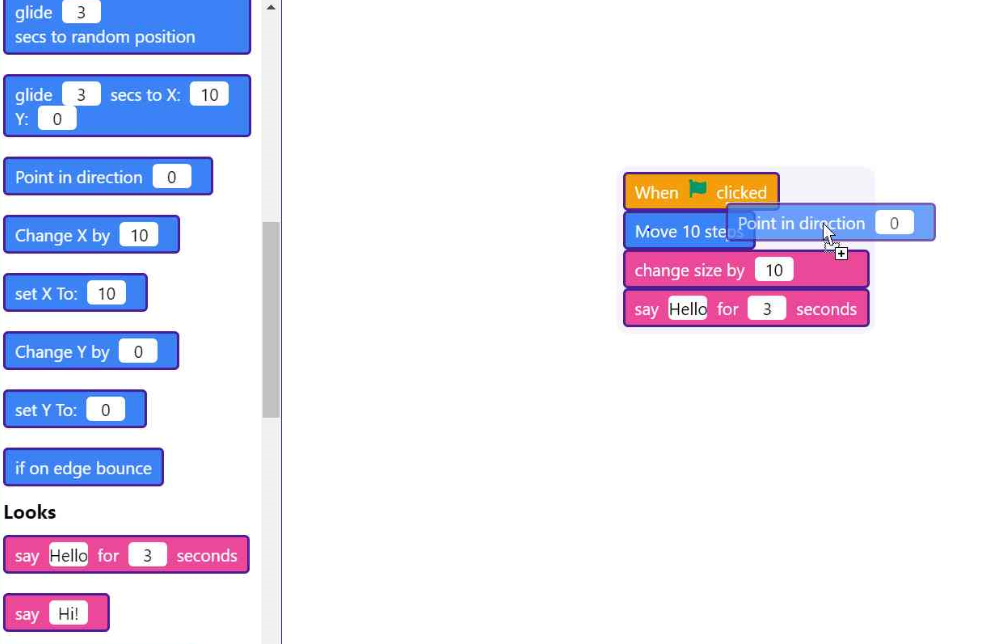 glide 3
secs to random position
glide 3 secs to X: 10
Y: 0
Point in direction 0
Change X by 10
set X To: 10
Change Y by 0
set Y To: 0
if on edge bounce
Looks
say Hello for 3 seconds
say Hi!
When clicked
Move 10 steps
Point in direction 0
change size by 10
say Hello for 3 seconds